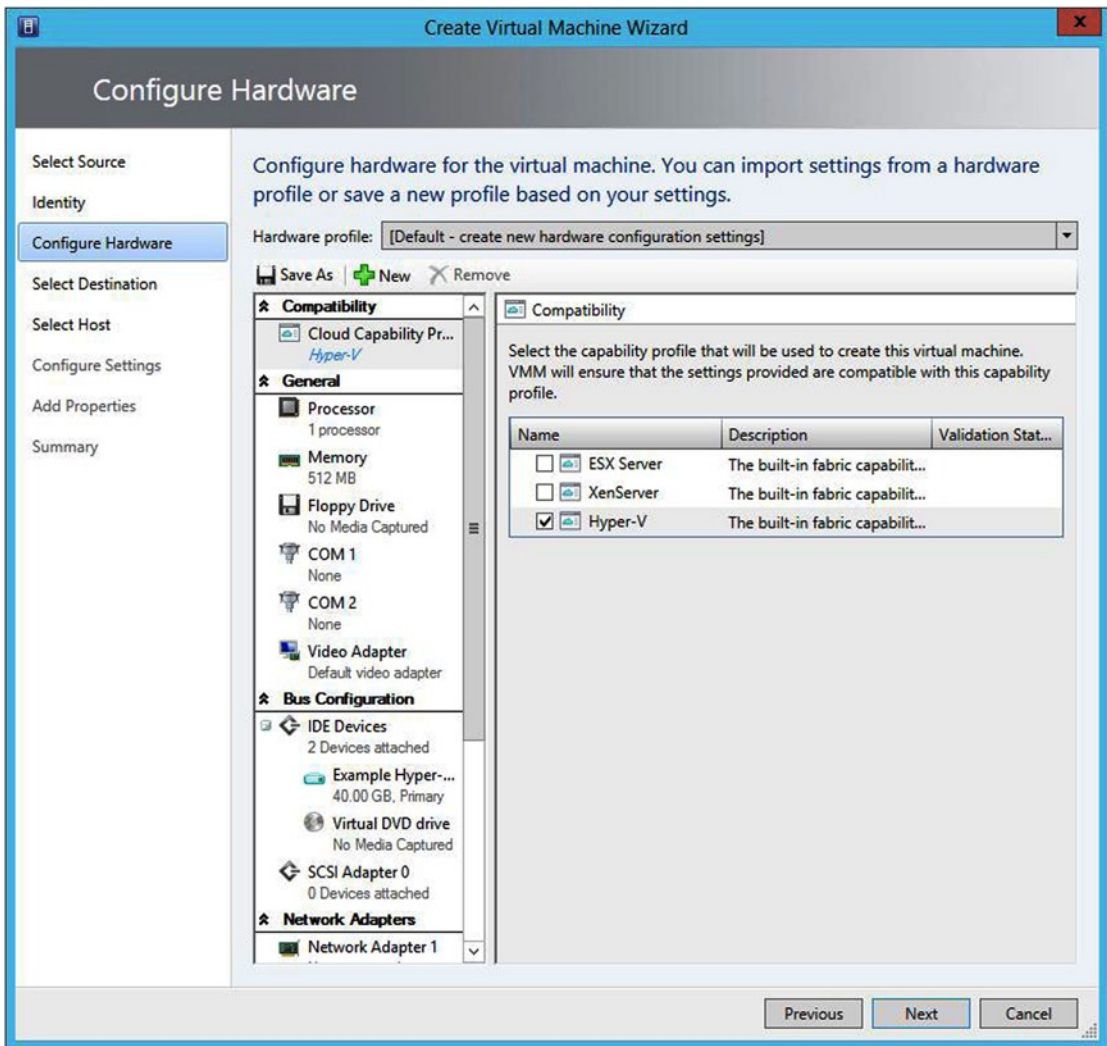 Create Virtual Machine Wizard
x
Configure Hardware
Select Source
Identity
Configure Hardware
Select Destination
Select Host
Configure Settings
Add Properties
Summary
Configure hardware for the virtual machine. You can import settings from a hardware
profile or save a new profile based on your settings.
Hardware profile: [Default - create new hardware configuration settings]
Save As New Remove
Compatibility
Cloud Capability Pr...
Hyper-V
General
Processor
1 processor
Memory
512 MB
Floppy Drive
No Media Captured
COM 1
None
COM 2
None
Video Adapter
Default video adapter
Bus Configuration
IDE Devices
2 Devices attached
Example Hyper-...
40.00 GB, Primary
Virtual DVD drive
No Media Captured
SCSI Adapter 0
0 Devices attached
Network Adapters
Network Adapter 1
Compatibility
Select the capability profile that will be used to create this virtual machine.
VMM will ensure that the settings provided are compatible with this capability
profile.
Name Description Validation Stat...
ESX Server The built-in fabric capabilit...
XenServer The built-in fabric capabilit...
Hyper-V The built-in fabric capabilit...
Previous Next Cancel